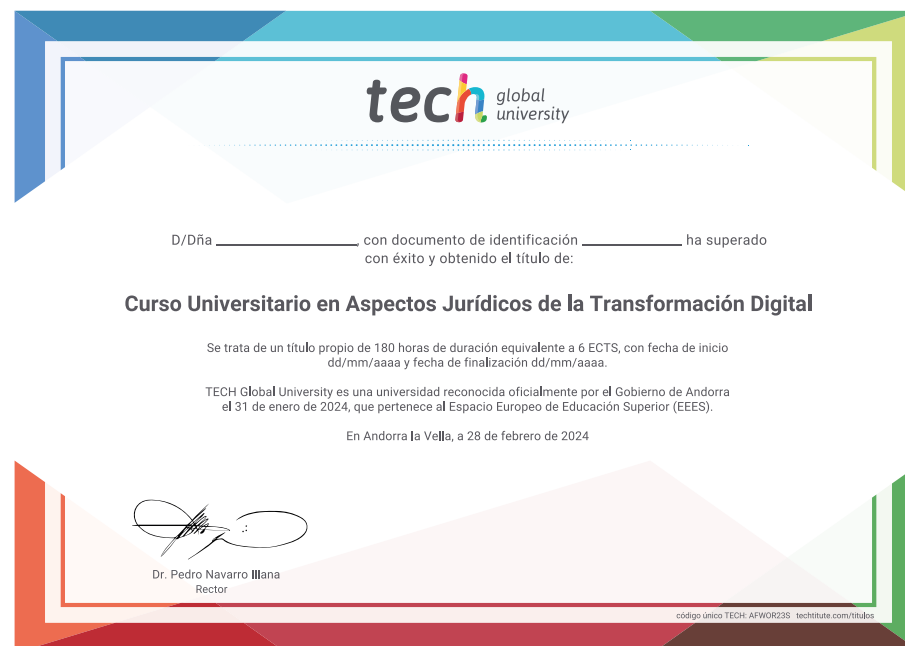 tech global university
D/Dña ____________________, con documento de identificación ______________ ha superado
con éxito y obtenido el título de:
Curso Universitario en Aspectos Jurídicos de la Transformación Digital
Se trata de un título propio de 180 horas de duración equivalente a 6 ECTS, con fecha de inicio
dd/mm/aaaa y fecha de finalización dd/mm/aaaa.
TECH Global University es una universidad reconocida oficialmente por el Gobierno de Andorra
el 31 de enero de 2024, que pertenece al Espacio Europeo de Educación Superior (EEES).
En Andorra la Vella, a 28 de febrero de 2024
Dr. Pedro Navarro Illana
Rector
código único TECH: AFWOR23S techtitute.com/titulos